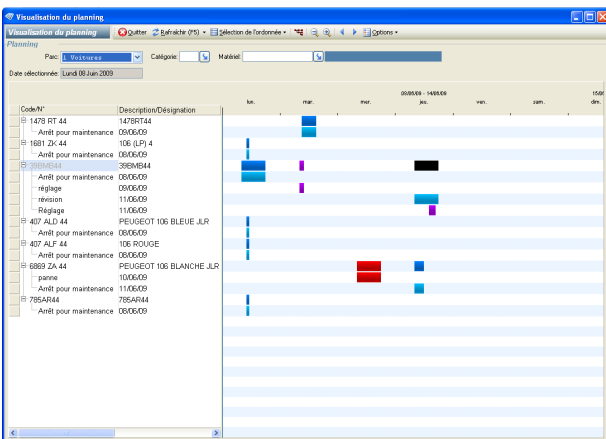 Visualisation du planning
Visualisation du planning Quitter Rafraîchir (F5) Sélection de l'ordonnée Options
Planning
Parc: 1 Voitures Catégorie: Matériel:
Date sélectionnée: Lundi 08 Juin 2009
08/06/09 - 14/06/09 15/0
lun. mar. mer. jeu. ven. sam. dim.
Code/N° Description/Désignation
1478 RT 44 1478RT44
Arrêt pour maintenance 09/06/09
1681 ZK 44 106 (LP) 4
Arrêt pour maintenance 08/06/09
39BMB44 39BMB44
Arrêt pour maintenance 08/06/09
réglage 09/06/09
révision 11/06/09
Réglage 11/06/09
407 ALD 44 PEUGEOT 106 BLEUE JLR
Arrêt pour maintenance 08/06/09
407 ALF 44 106 ROUGE
Arrêt pour maintenance 08/06/09
6869 ZA 44 PEUGEOT 106 BLANCHE JLR
panne 10/06/09
Arrêt pour maintenance 11/06/09
785AR44 785AR44
Arrêt pour maintenance 08/06/09